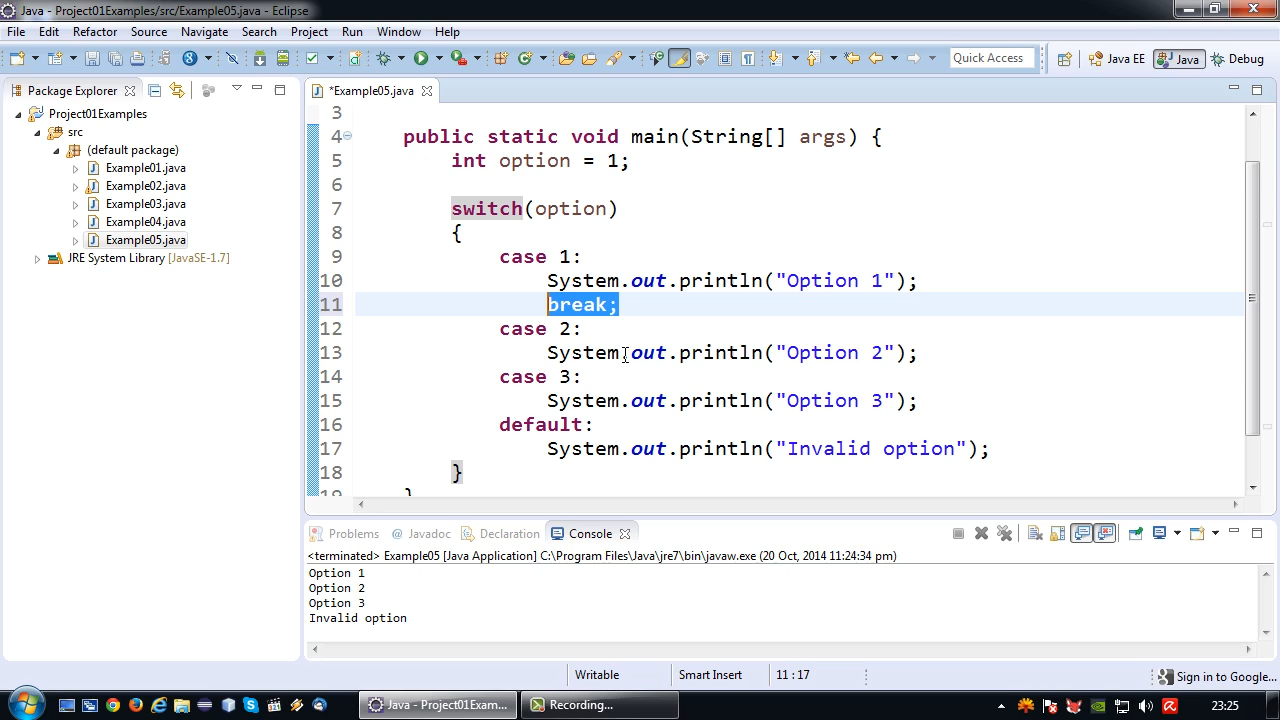 Java - Project01Examples/src/Example05.java - Eclipse
File Edit Refactor Source Navigate Search Project Run Window Help
Quick Access Java EE Java Debug
Package Explorer
Project01Examples
src
(default package)
Example01.java
Example02.java
Example03.java
Example04.java
Example05.java
JRE System Library [JavaSE-1.7]
*Example05.java
3
4 public static void main(String[] args) {
5 int option = 1;
6
7 switch(option)
8 {
9 case 1:
10 System.out.println("Option 1");
11 break;
12 case 2:
13 System.out.println("Option 2");
14 case 3:
15 System.out.println("Option 3");
16 default:
17 System.out.println("Invalid option");
18 }
19 }
Problems @ Javadoc Declaration Console
<terminated> Example05 [Java Application] C:\Program Files\Java\jre7\bin\javaw.exe (20 Oct, 2014 11:24:34 pm)
Option 1
Option 2
Option 3
Invalid option
Writable Smart Insert 11 : 17 Sign in to Google...
Java - Project01Exam... Recording... 23:25